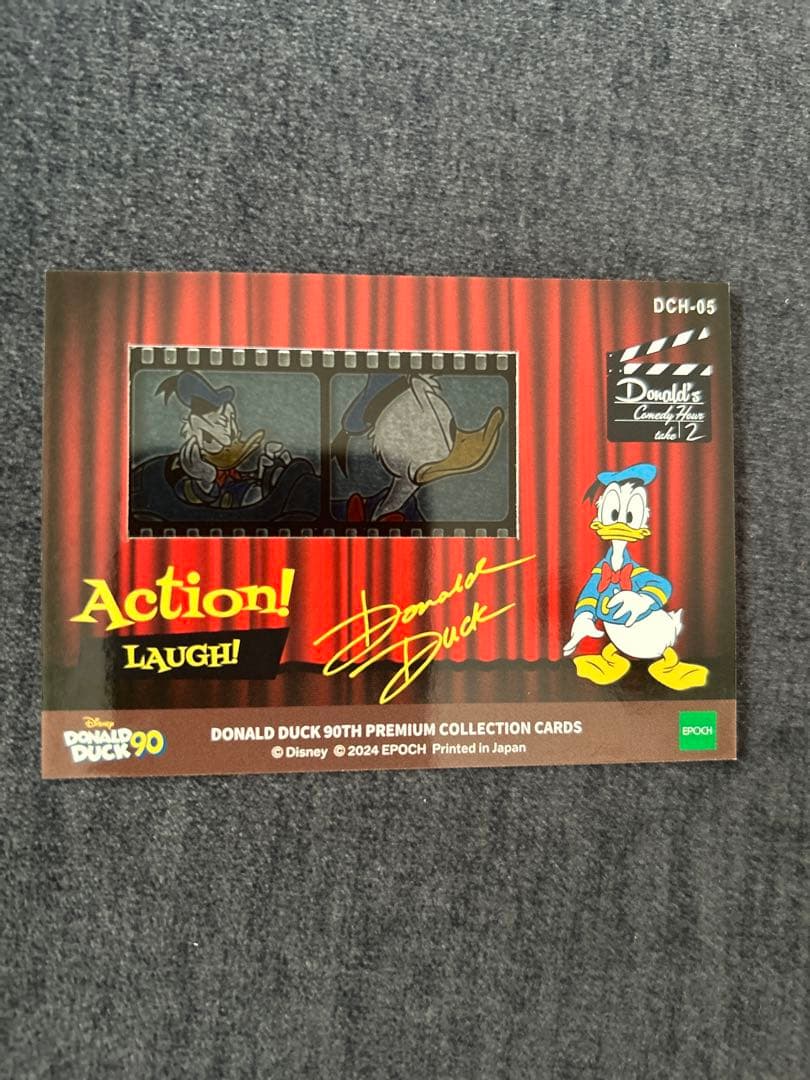 DCH-05
Donald's
Comedy Hour
take 2
Action!
LAUGH!
Donald
Duck
Disney
DONALD
DUCK 90
DONALD DUCK 90TH PREMIUM COLLECTION CARDS
© Disney © 2024 EPOCH Printed in Japan
EPOCH